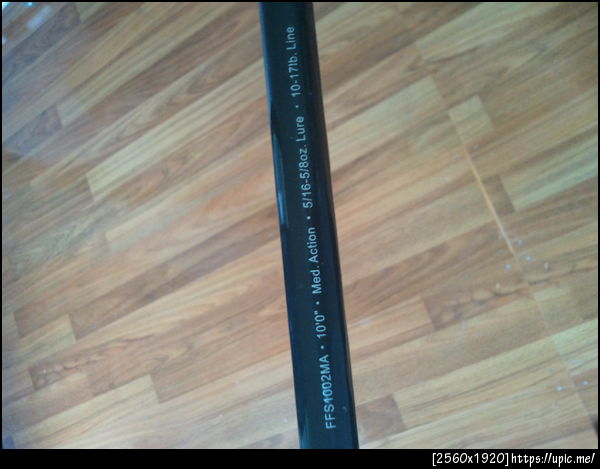 FFS1002MA • 10'0" • Med. Action • 5/16-5/8oz. Lure • 10-17lb. Line
[2560x1920]https://upic.me/